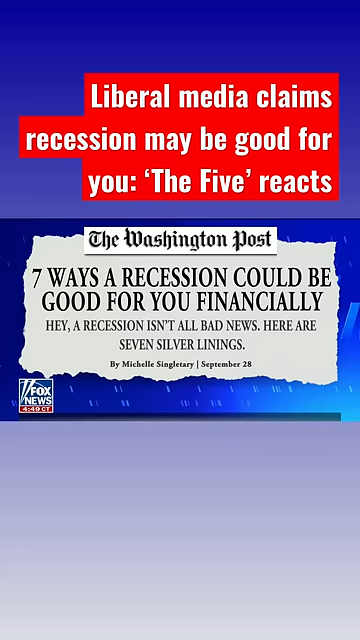 Liberal media claims
recession may be good for
you: ‘The Five’ reacts
The Washington Post
7 WAYS A RECESSION COULD BE
GOOD FOR YOU FINANCIALLY
HEY, A RECESSION ISN'T ALL BAD NEWS. HERE ARE
SEVEN SILVER LININGS.
By Michelle Singletary | September 28
FOX
NEWS
4:49 CT